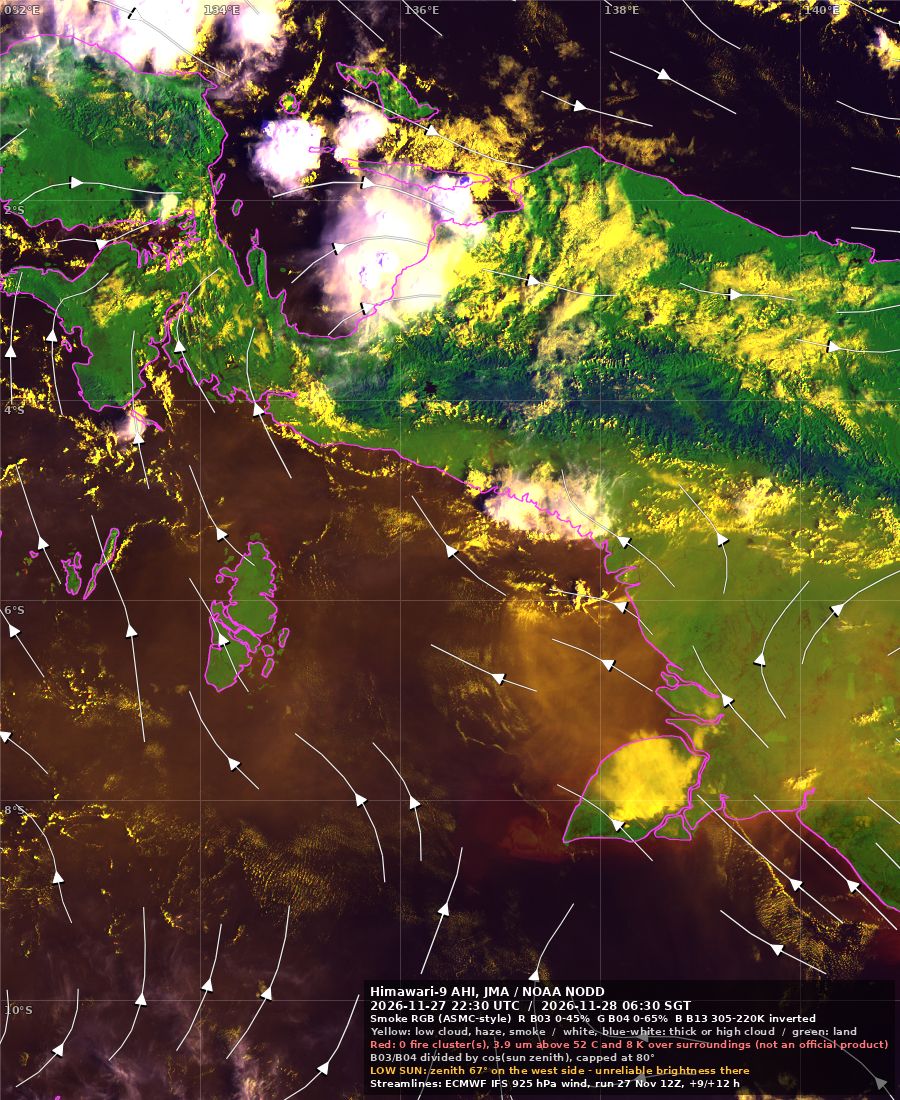 002°E 134°E 136°E 138°E 140°E
2°S
4°S
6°S
8°S
10°S
Himawari-9 AHI, JMA / NOAA NODD
2026-11-27 22:30 UTC / 2026-11-28 06:30 SGT
Smoke RGB (ASMC-style) R B03 0-45% G B04 0-65% B B13 305-220K inverted
Yellow: low cloud, haze, smoke / white, blue-white: thick or high cloud / green: land
Red: 0 fire cluster(s), 3.9 um above 52 C and 8 K over surroundings (not an official product)
B03/B04 divided by cos(sun zenith), capped at 80°
LOW SUN: zenith 67° on the west side - unreliable brightness there
Streamlines: ECMWF IFS 925 hPa wind, run 27 Nov 12Z, +9/+12 h